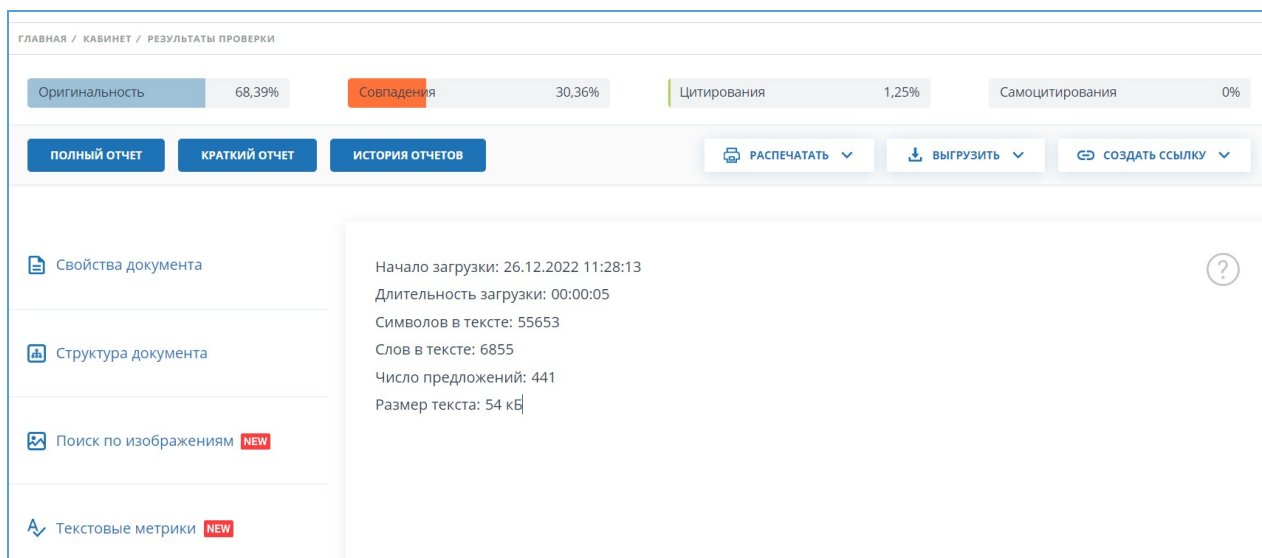 ГЛАВНАЯ / КАБИНЕТ / РЕЗУЛЬТАТЫ ПРОВЕРКИ
Оригинальность 68,39% Совпадения 30,36% Цитирования 1,25% Самоцитирования 0%
ПОЛНЫЙ ОТЧЕТ КРАТКИЙ ОТЧЕТ ИСТОРИЯ ОТЧЕТОВ РАСПЕЧАТАТЬ ВЫГРУЗИТЬ СОЗДАТЬ ССЫЛКУ
Свойства документа
Структура документа
Поиск по изображениям NEW
Текстовые метрики NEW
Начало загрузки: 26.12.2022 11:28:13
Длительность загрузки: 00:00:05
Символов в тексте: 55653
Слов в тексте: 6855
Число предложений: 441
Размер текста: 54 кБ
?